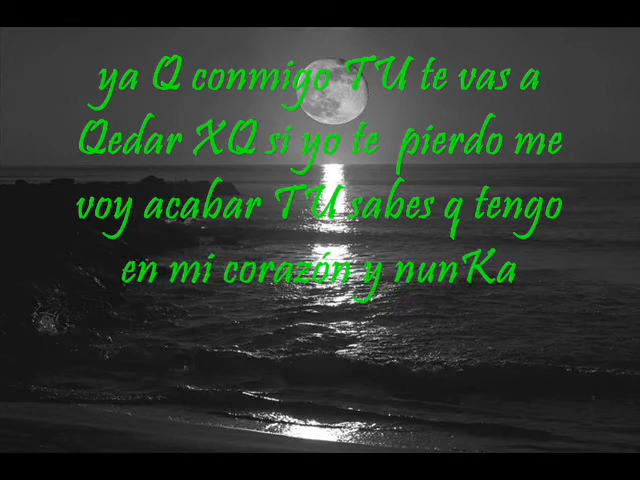 ya Q conmigo TU te vas a
Qedar XQ si yo te pierdo me
voy acabar TU sabes q tengo
en mi corazón y nunKa